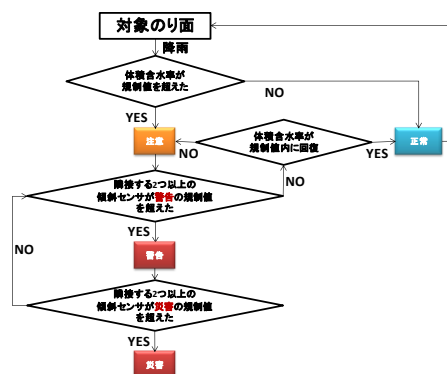 対象のり面
降雨
体積含水率が
規制値を超えた
NO
YES
注意
体積含水率が
規制値内に回復
正常
NO
YES
隣接する2つ以上の
傾斜センサが警告の規制値
を超えた
NO
NO
YES
警告
隣接する2つ以上の
傾斜センサが災害の規制値
を超えた
YES
災害